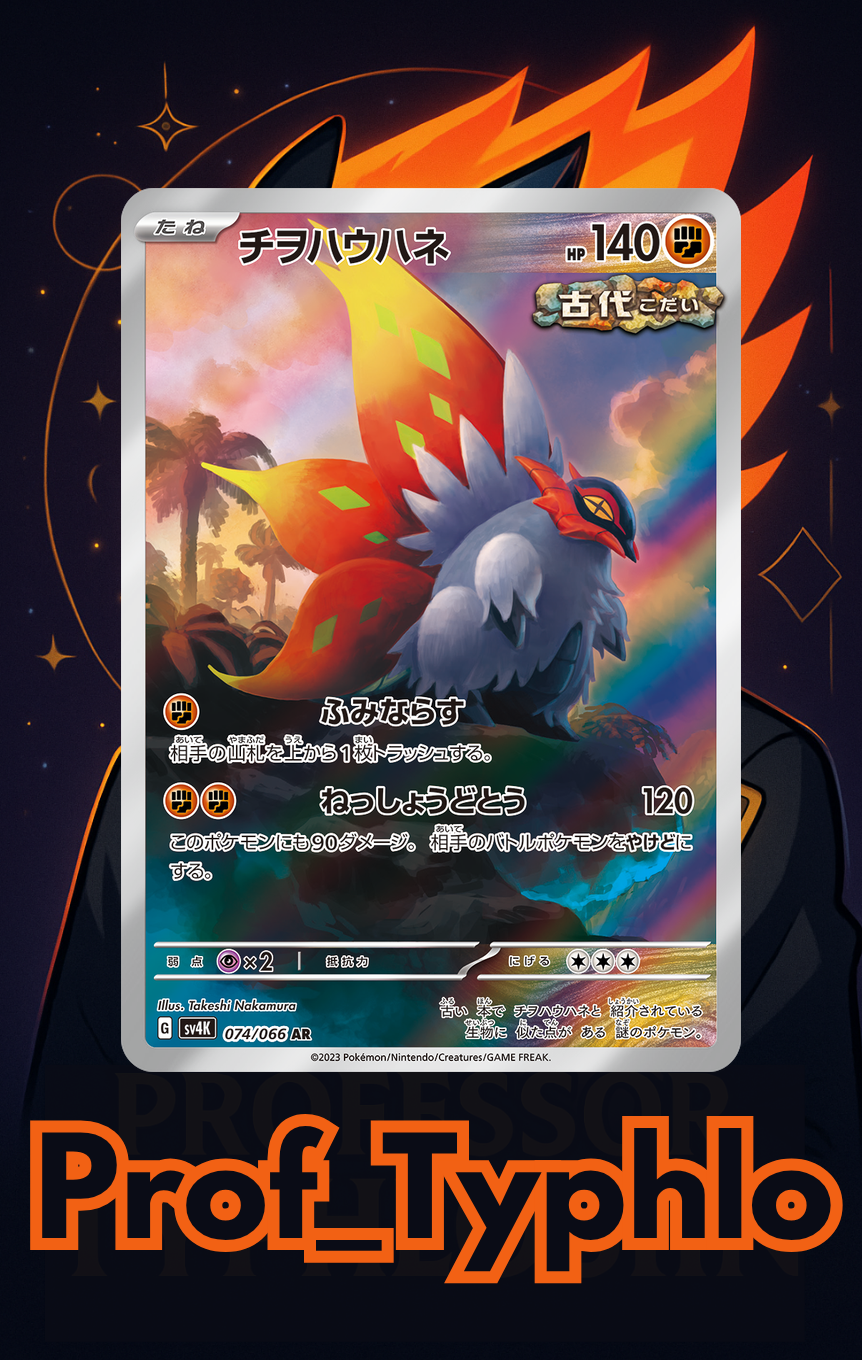 たね
チヲハウハネ
HP 140
古代 こだい
ふみならす
相手の山札を上から1枚トラッシュする。
ねっしょうどとう 120
このポケモンにも90ダメージ。 相手のバトルポケモンをやけどに
する。
弱点 ×2 抵抗力 にげる
Illus. Takeshi Nakamura
古い 本で チヲハウハネと 紹介されている
生物に 似た点が ある 謎のポケモン。
G sv4K 074/066 AR
©2023 Pokémon/Nintendo/Creatures/GAME FREAK.
PROFESSOR
Prof_Typhlo